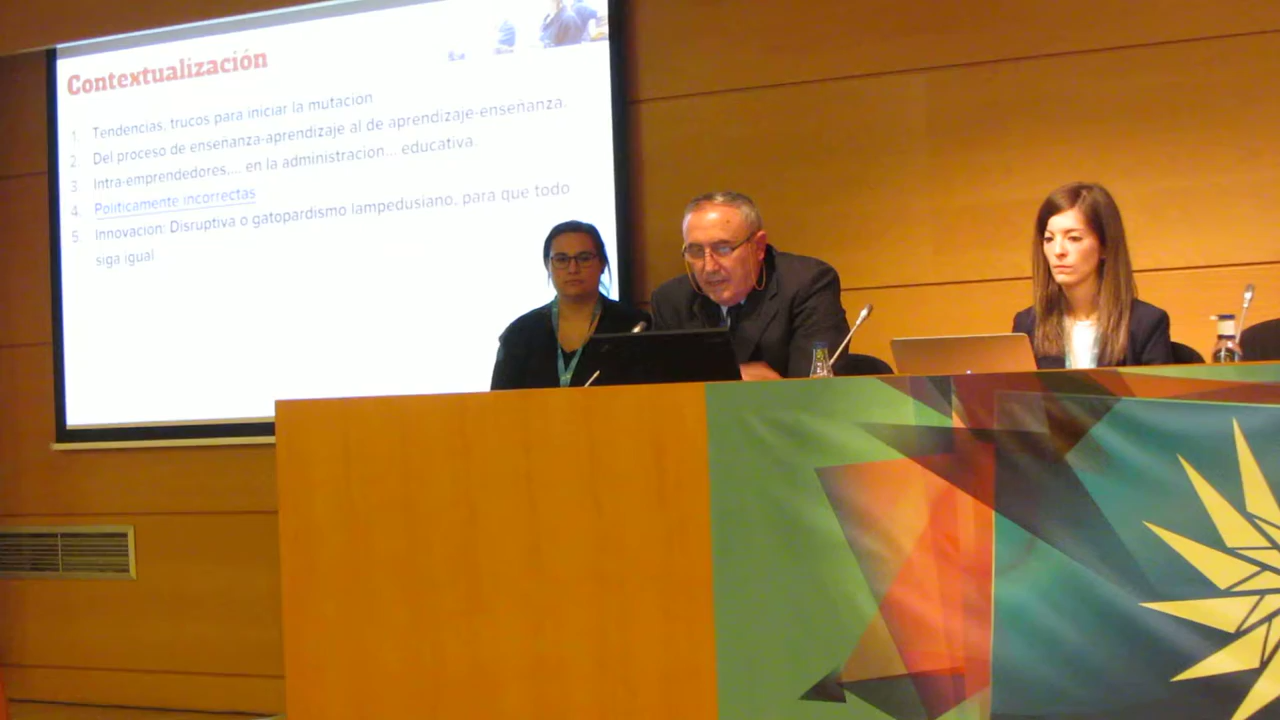 Contextualización
1. Tendencias, trucos para iniciar la mutacion
2. Del proceso de enseñanza-aprendizaje al de aprendizaje-enseñanza.
3. Intra-emprendedores,... en la administracion... educativa.
4. Políticamente incorrectas
5. Innovacion: Disruptiva o gatopardismo lampedusiano, para que todo
siga igual